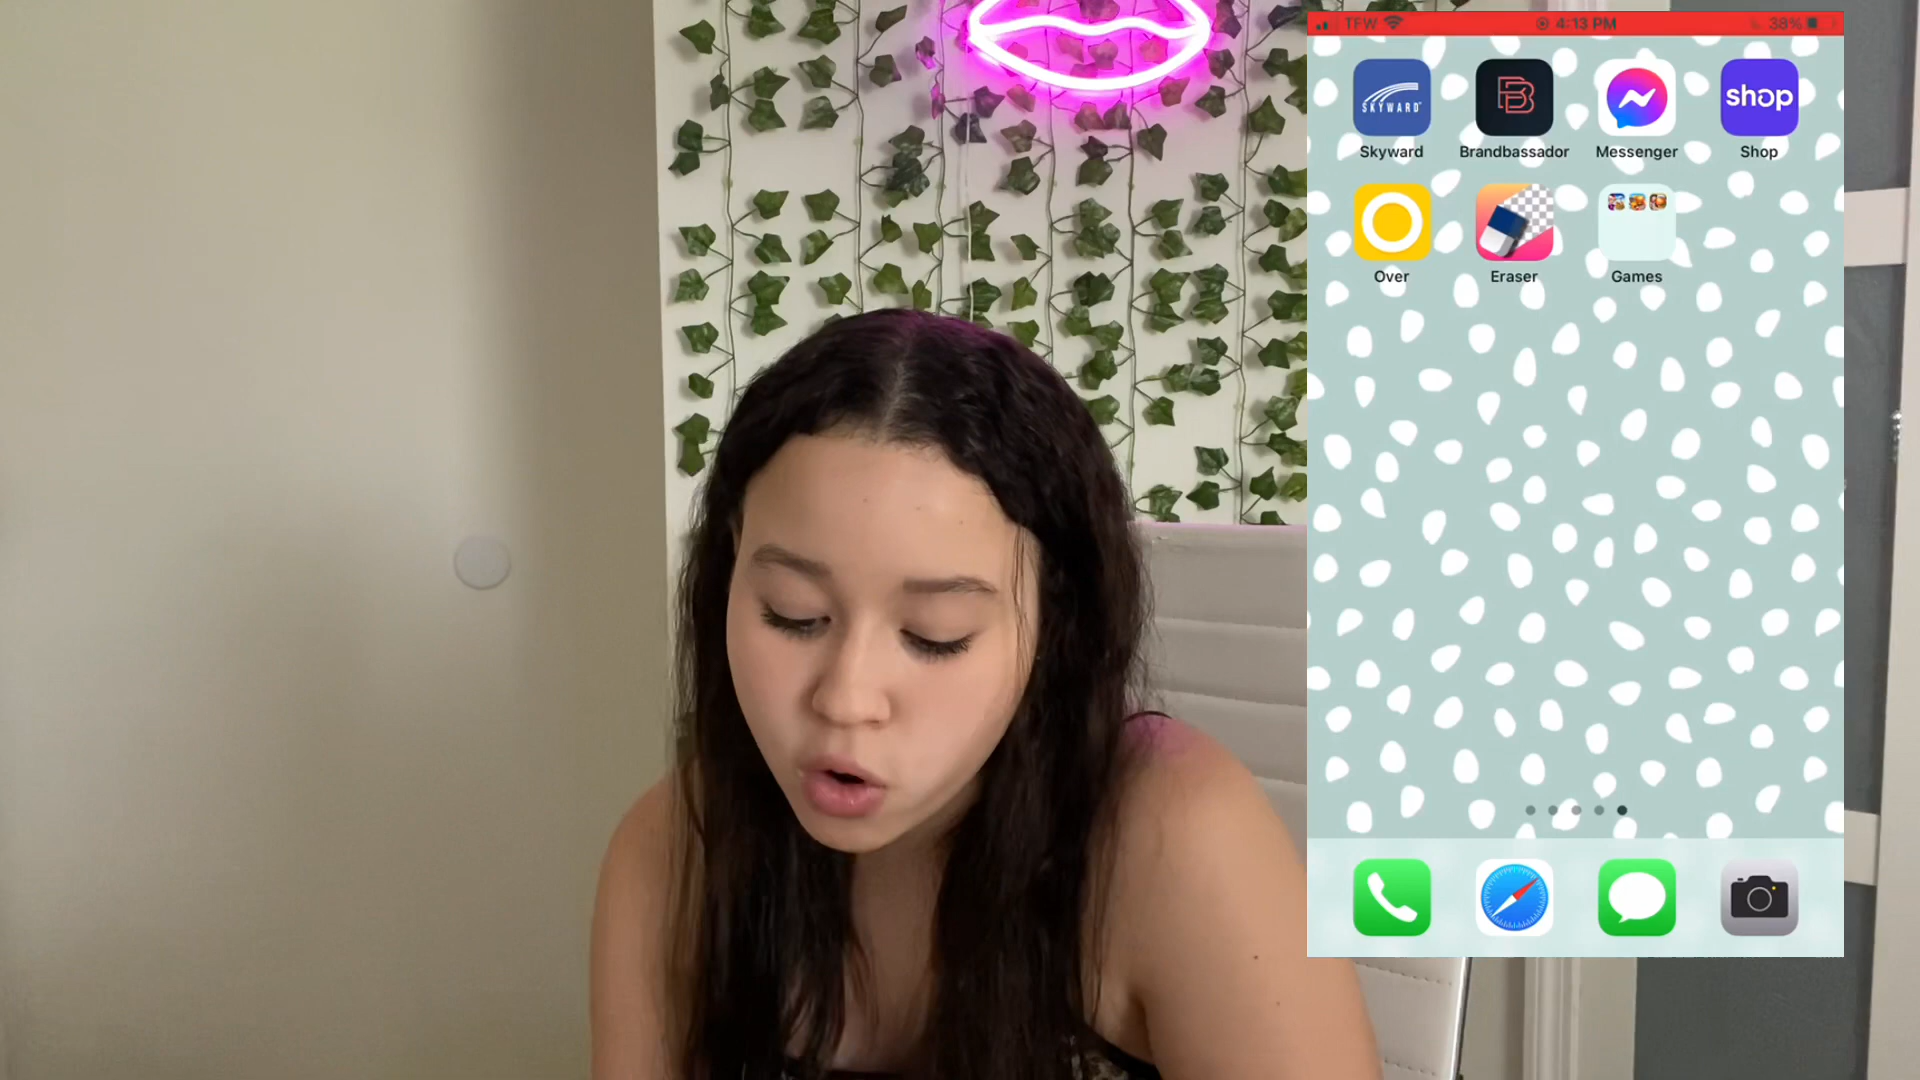 TFW 4:13 PM 38%
SKYWARD shop
Skyward Brandbassador Messenger Shop
Over Eraser Games